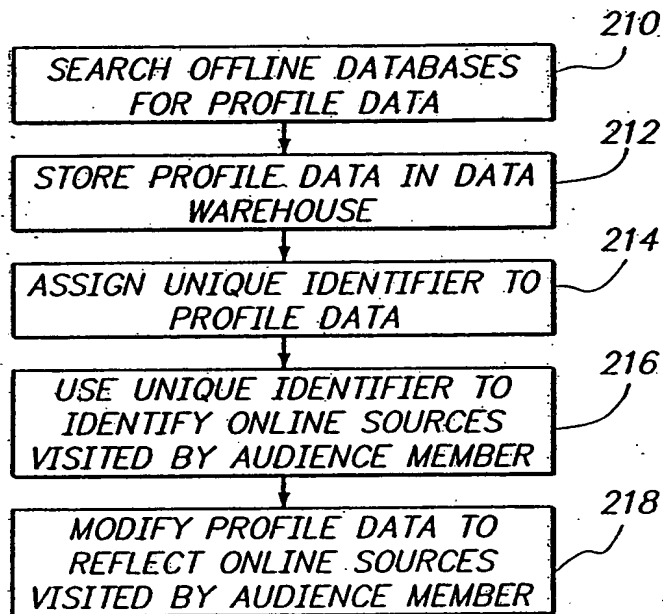 210
SEARCH OFFLINE DATABASES
FOR PROFILE DATA
212
STORE PROFILE DATA IN DATA
WAREHOUSE
214
ASSIGN UNIQUE IDENTIFIER TO
PROFILE DATA
216
USE UNIQUE IDENTIFIER TO
IDENTIFY ONLINE SOURCES
VISITED BY AUDIENCE MEMBER
218
MODIFY PROFILE DATA TO
REFLECT ONLINE SOURCES
VISITED BY AUDIENCE MEMBER